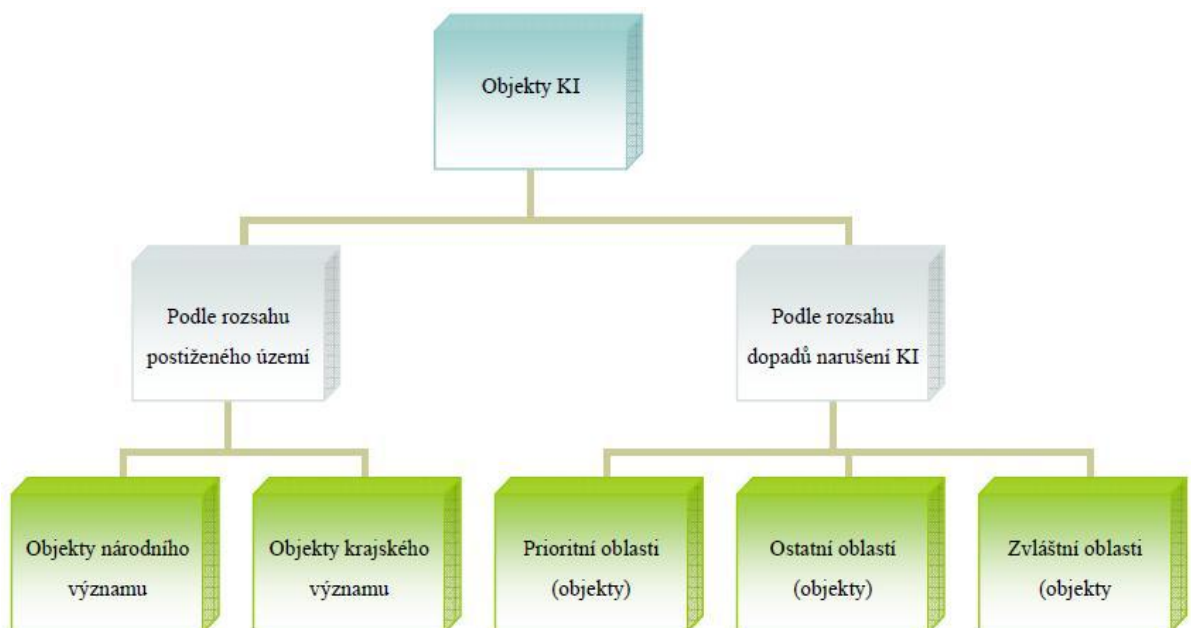 Objekty KI
Podle rozsahu
postiženého území
Podle rozsahu
dopadů narušení KI
Objekty národního
významu
Objekty krajského
významu
Prioritní oblasti
(objekty)
Ostatní oblastí
(objekty)
Zvláštní oblasti
(objekty